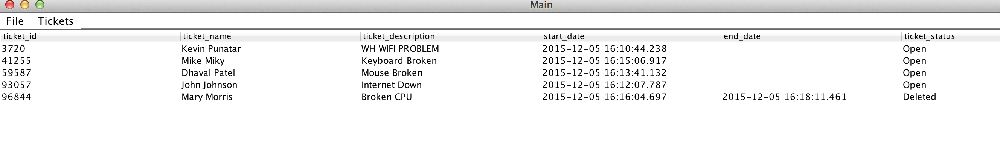 Main
File Tickets
ticket_id ticket_name ticket_description start_date end_date ticket_status
3720 Kevin Punatar WH WIFI PROBLEM 2015-12-05 16:10:44.238 Open
41255 Mike Miky Keyboard Broken 2015-12-05 16:15:06.917 Open
59587 Dhaval Patel Mouse Broken 2015-12-05 16:13:41.132 Open
93057 John Johnson Internet Down 2015-12-05 16:12:07.787 Open
96844 Mary Morris Broken CPU 2015-12-05 16:16:04.697 2015-12-05 16:18:11.461 Deleted